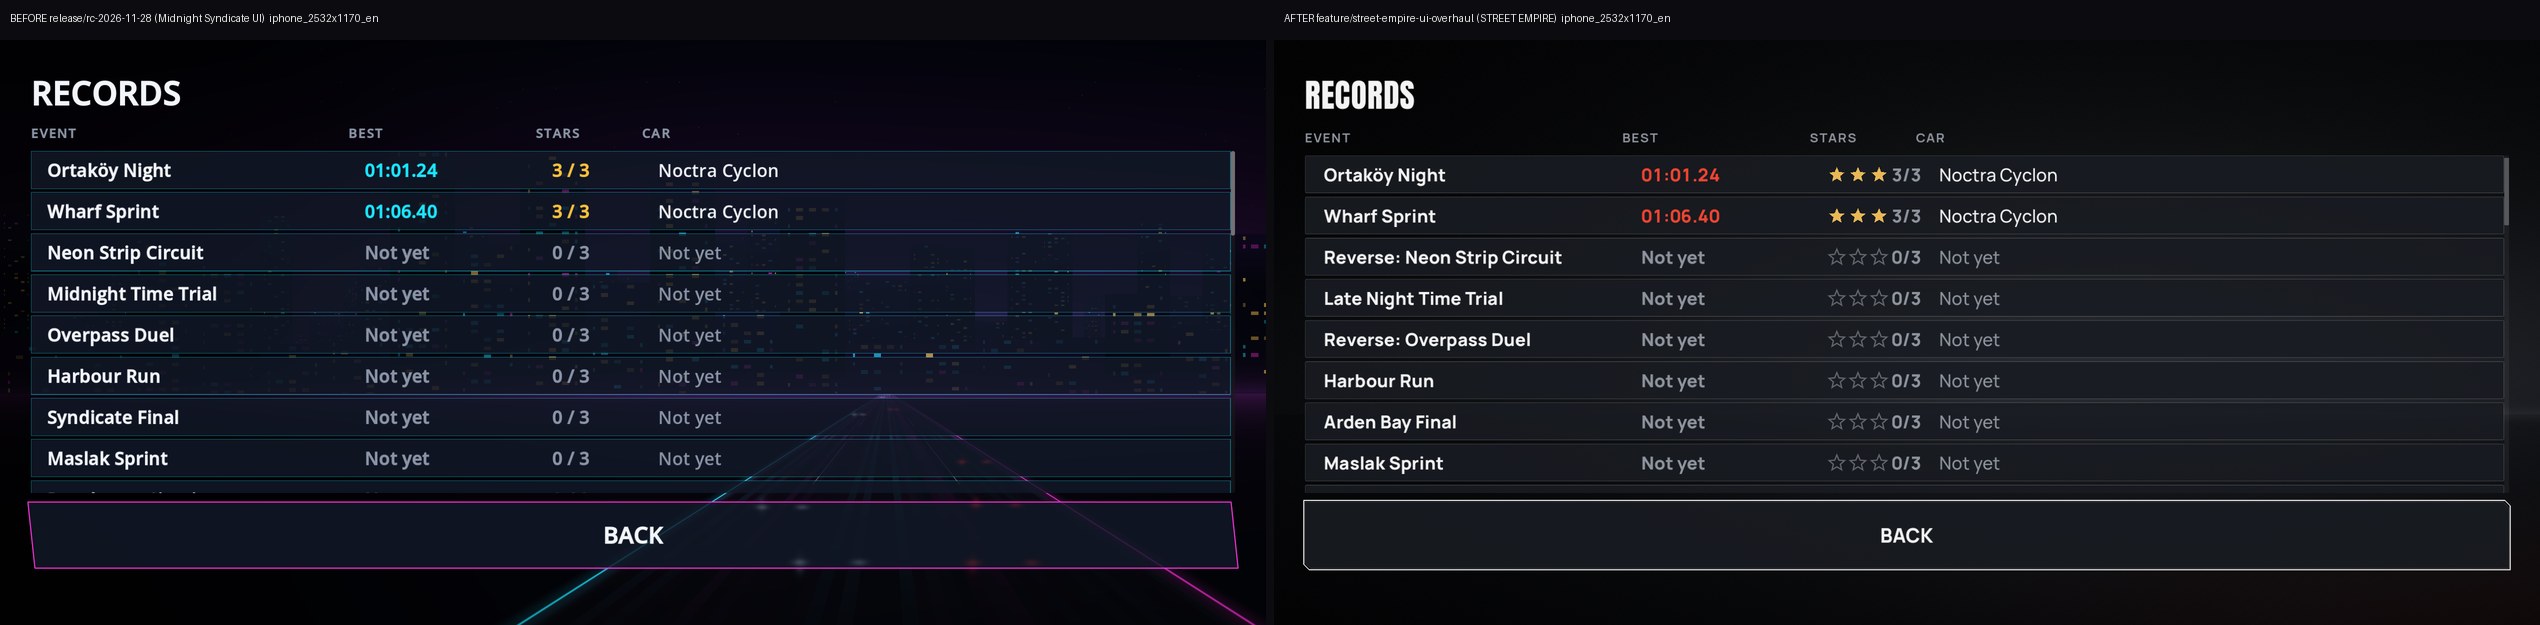 BEFORE release/rc-2026-11-28 (Midnight Syndicate UI) iphone_2532x1170_en
RECORDS
EVENT BEST STARS CAR
Ortaköy Night 01:01.24 3 / 3 Noctra Cyclon
Wharf Sprint 01:06.40 3 / 3 Noctra Cyclon
Neon Strip Circuit Not yet 0 / 3 Not yet
Midnight Time Trial Not yet 0 / 3 Not yet
Overpass Duel Not yet 0 / 3 Not yet
Harbour Run Not yet 0 / 3 Not yet
Syndicate Final Not yet 0 / 3 Not yet
Maslak Sprint Not yet 0 / 3 Not yet
BACK
AFTER feature/street-empire-ui-overhaul (STREET EMPIRE) iphone_2532x1170_en
RECORDS
EVENT BEST STARS CAR
Ortaköy Night 01:01.24 ★ ★ ★ 3/3 Noctra Cyclon
Wharf Sprint 01:06.40 ★ ★ ★ 3/3 Noctra Cyclon
Reverse: Neon Strip Circuit Not yet ☆☆☆ 0/3 Not yet
Late Night Time Trial Not yet ☆☆☆ 0/3 Not yet
Reverse: Overpass Duel Not yet ☆☆☆ 0/3 Not yet
Harbour Run Not yet ☆☆☆ 0/3 Not yet
Arden Bay Final Not yet ☆☆☆ 0/3 Not yet
Maslak Sprint Not yet ☆☆☆ 0/3 Not yet
BACK